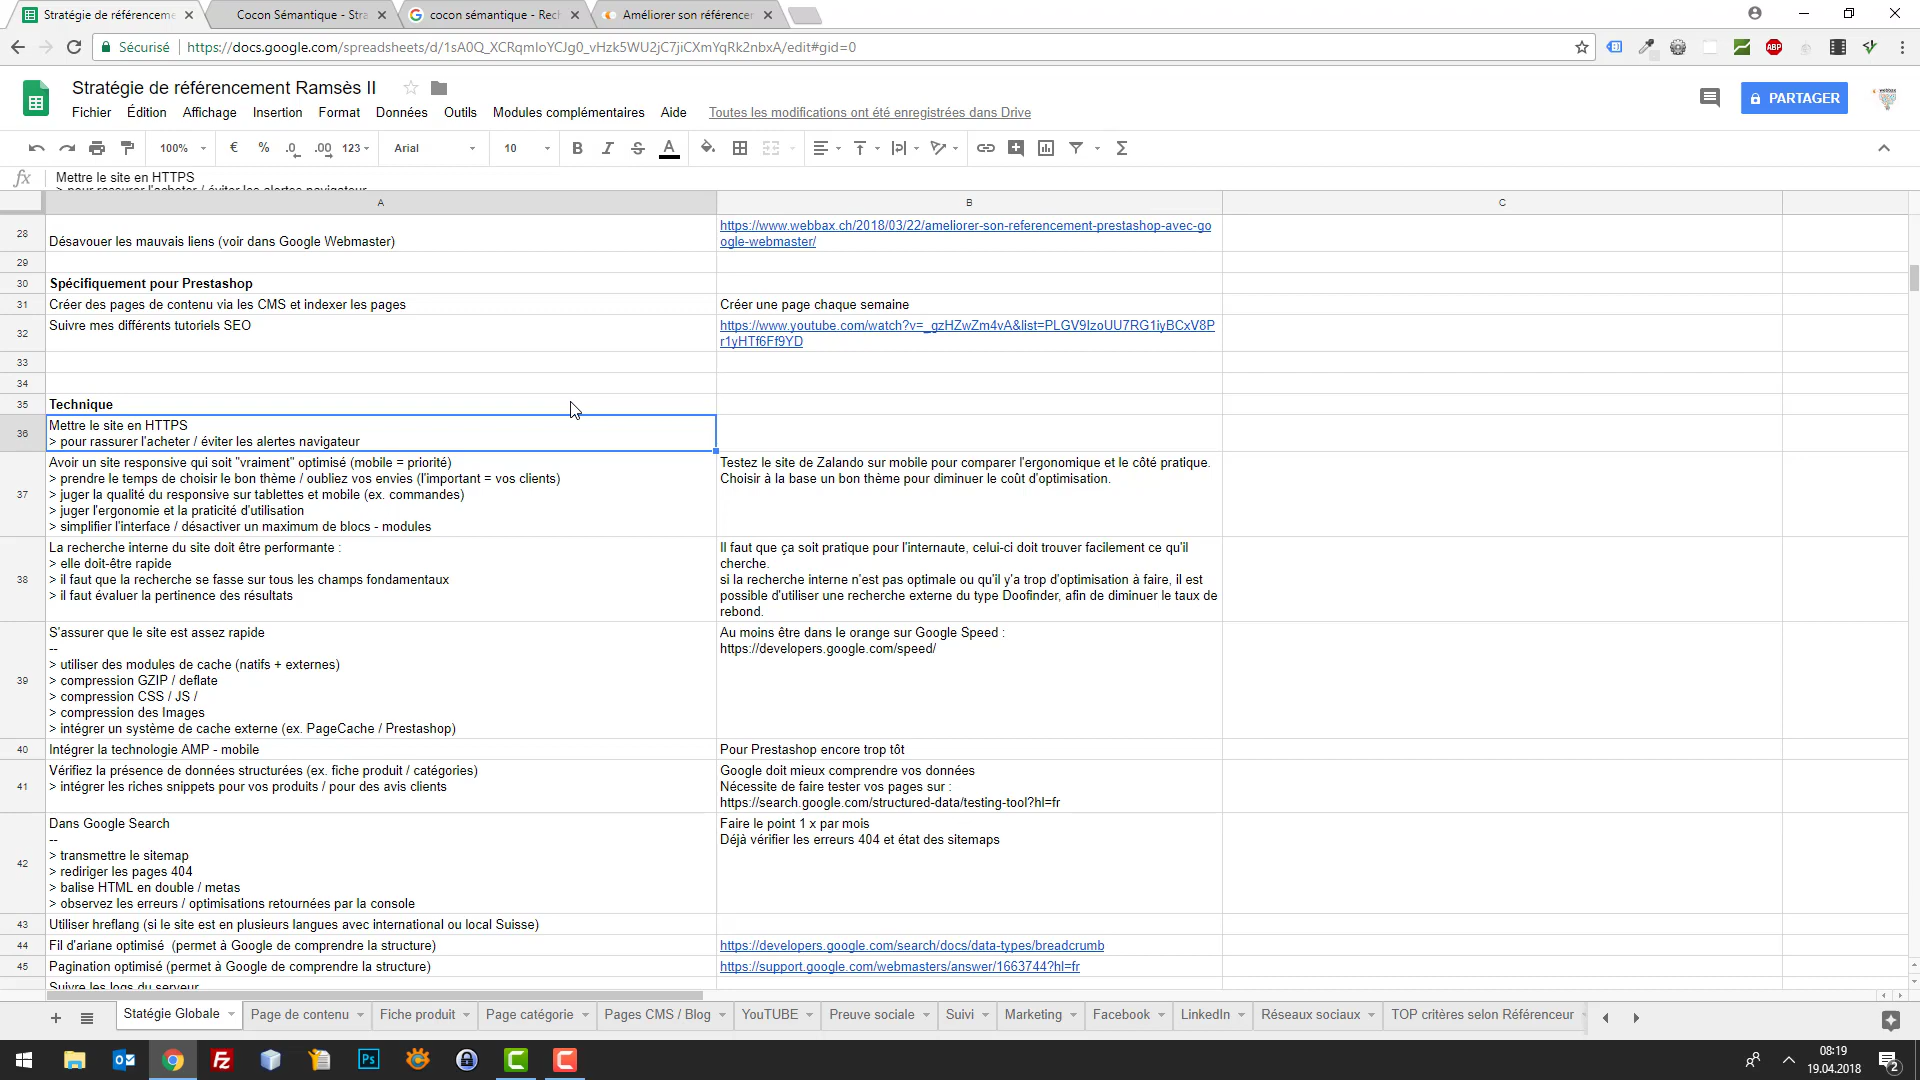 Stratégie de référenceme
Cocon Sémantique - Stra
cocon sémantique - Rech
Améliorer son référencer
Sécurisé
https://docs.google.com/spreadsheets/d/1sA0Q_XCRqmloYCJg0_vHzk5WU2jC7jiCXmYqRk2nbxA/edit#gid=0
ABP
Stratégie de référencement Ramsès II
PARTAGER
Fichier Édition Affichage Insertion Format Données Outils Modules complémentaires Aide Toutes les modifications ont été enregistrées dans Drive
100% € % .0 .00 123 Arial 10 B I S A
fx Mettre le site en HTTPS
> pour rassurer l'acheter / éviter les alertes navigateur
A B C
28 Désavouer les mauvais liens (voir dans Google Webmaster) https://www.webbax.ch/2018/03/22/ameliorer-son-referencement-prestashop-avec-go
ogle-webmaster/
29
30 Spécifiquement pour Prestashop
31 Créer des pages de contenu via les CMS et indexer les pages Créer une page chaque semaine
32 Suivre mes différents tutoriels SEO https://www.youtube.com/watch?v=_gzHZwZm4vA&list=PLGV9IzoUU7RG1iyBCxV8P
r1yHTf6Ff9YD
33
34
35 Technique
36 Mettre le site en HTTPS
> pour rassurer l'acheter / éviter les alertes navigateur
37 Avoir un site responsive qui soit "vraiment" optimisé (mobile = priorité)
> prendre le temps de choisir le bon thème / oubliez vos envies (l'important = vos clients)
> juger la qualité du responsive sur tablettes et mobile (ex. commandes)
> juger l'ergonomie et la praticité d'utilisation
> simplifier l'interface / désactiver un maximum de blocs - modules
Testez le site de Zalando sur mobile pour comparer l'ergonomique et le côté pratique.
Choisir à la base un bon thème pour diminuer le coût d'optimisation.
38 La recherche interne du site doit être performante :
> elle doit-être rapide
> il faut que la recherche se fasse sur tous les champs fondamentaux
> il faut évaluer la pertinence des résultats
Il faut que ça soit pratique pour l'internaute, celui-ci doit trouver facilement ce qu'il
cherche.
si la recherche interne n'est pas optimale ou qu'il y'a trop d'optimisation à faire, il est
possible d'utiliser une recherche externe du type Doofinder, afin de diminuer le taux de
rebond.
39 S'assurer que le site est assez rapide
--
> utiliser des modules de cache (natifs + externes)
> compression GZIP / deflate
> compression CSS / JS /
> compression des Images
> intégrer un système de cache externe (ex. PageCache / Prestashop)
Au moins être dans le orange sur Google Speed :
https://developers.google.com/speed/
40 Intégrer la technologie AMP - mobile Pour Prestashop encore trop tôt
41 Vérifiez la présence de données structurées (ex. fiche produit / catégories)
> intégrer les riches snippets pour vos produits / pour des avis clients
Google doit mieux comprendre vos données
Nécessite de faire tester vos pages sur :
https://search.google.com/structured-data/testing-tool?hl=fr
42 Dans Google Search
--
> transmettre le sitemap
> rediriger les pages 404
> balise HTML en double / metas
> observez les erreurs / optimisations retournées par la console
Faire le point 1 x par mois
Déjà vérifier les erreurs 404 et état des sitemaps
43 Utiliser hreflang (si le site est en plusieurs langues avec international ou local Suisse)
44 Fil d'ariane optimisé (permet à Google de comprendre la structure) https://developers.google.com/search/docs/data-types/breadcrumb
45 Pagination optimisé (permet à Google de comprendre la structure) https://support.google.com/webmasters/answer/1663744?hl=fr
Suivre les logs du serveur
Statégie Globale Page de contenu Fiche produit Page catégorie Pages CMS / Blog YouTUBE Preuve sociale Suivi Marketing Facebook LinkedIn Réseaux sociaux TOP critères selon Référenceur
08:19
19.04.2018
2